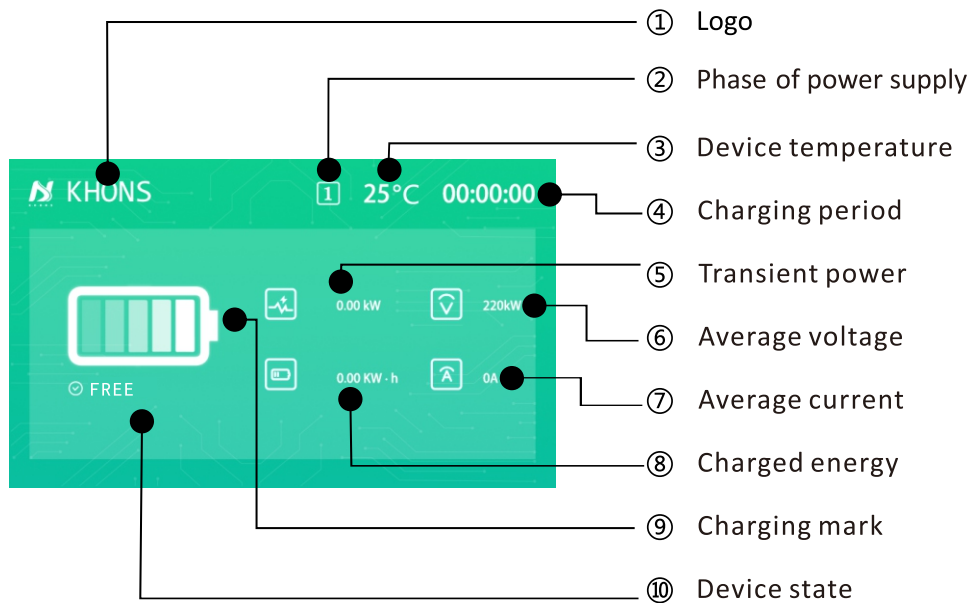 ① Logo
② Phase of power supply
③ Device temperature
④ Charging period
⑤ Transient power
⑥ Average voltage
⑦ Average current
⑧ Charged energy
⑨ Charging mark
⑩ Device state
KHONS 1 25°C 00:00:00
0.00 kW 220kW
0.00 KW·h A 0A
FREE